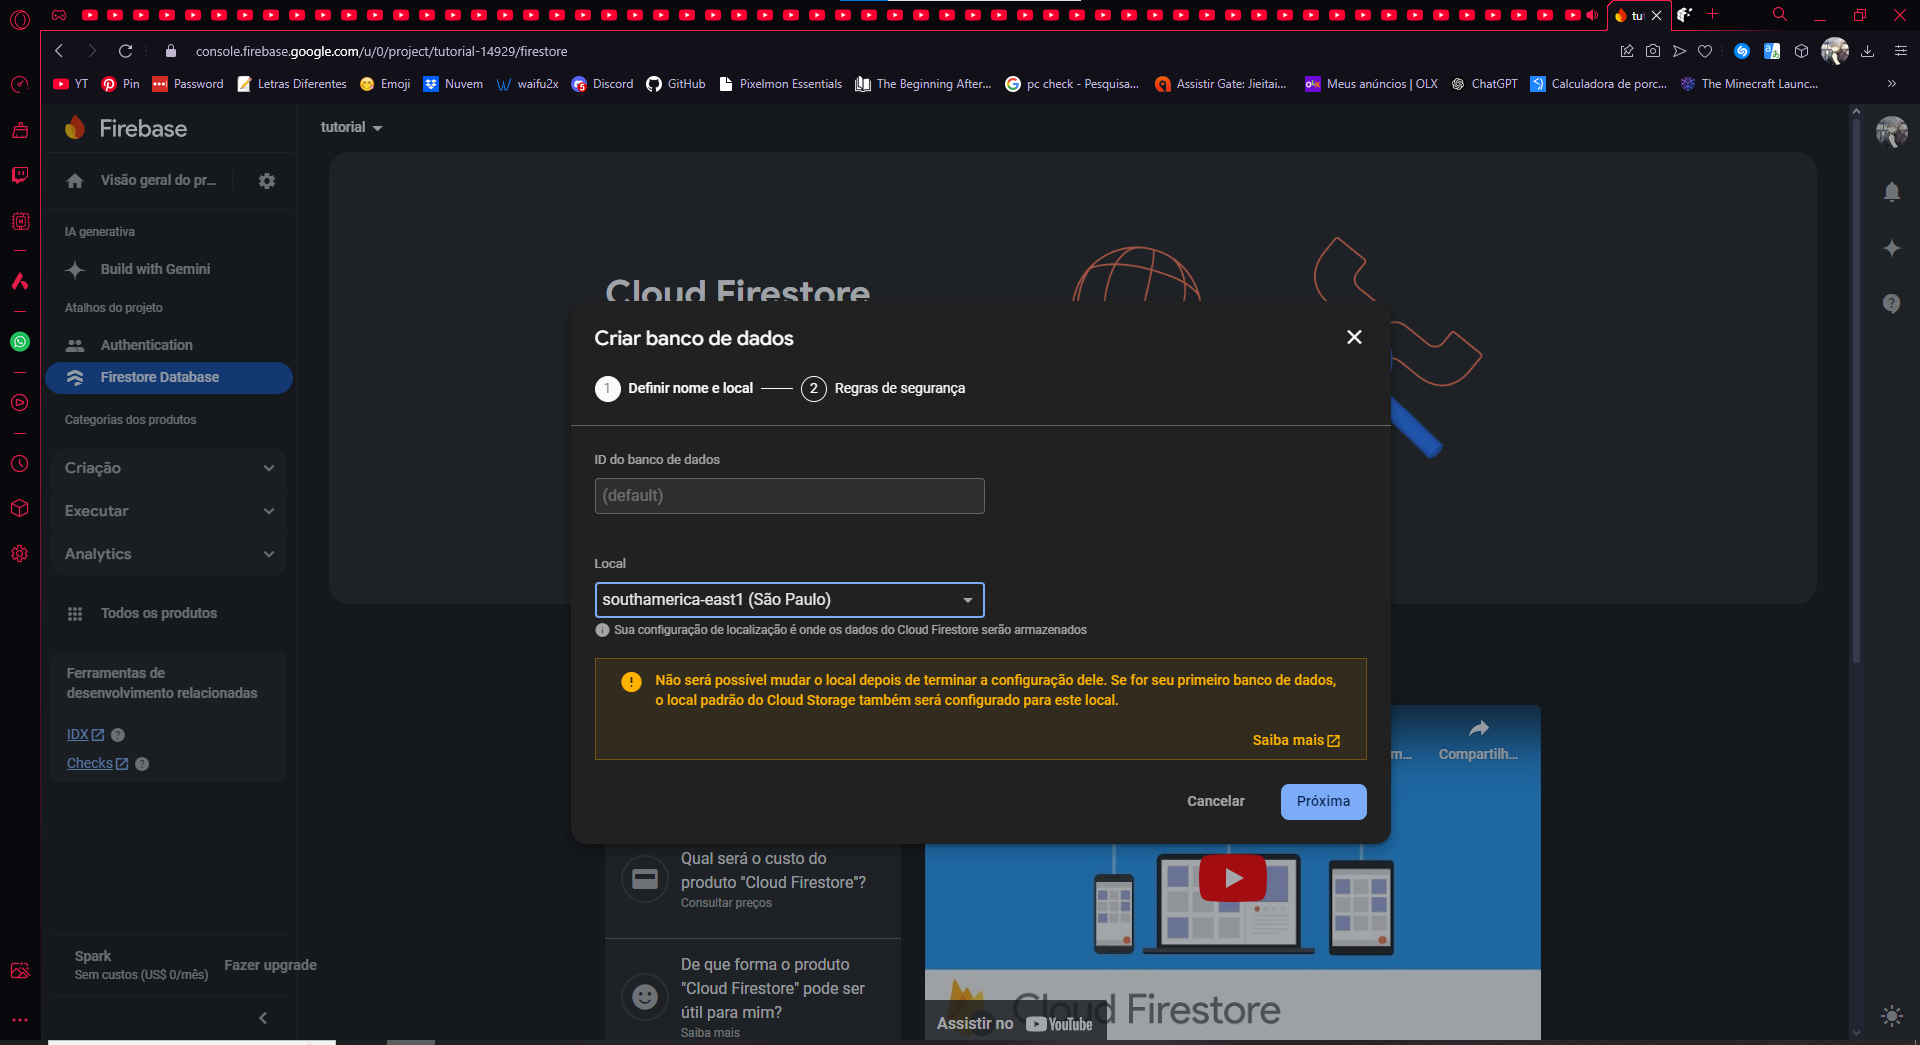 tu
console.firebase.google.com/u/0/project/tutorial-14929/firestore
YT
Pin
Password
Letras Diferentes
Emoji
Nuvem
waifu2x
Discord
GitHub
Pixelmon Essentials
The Beginning After...
pc check - Pesquisa...
Assistir Gate: Jieitai...
Meus anúncios | OLX
ChatGPT
Calculadora de porc...
The Minecraft Launc...
Firebase
tutorial
Visão geral do pr...
IA generativa
Build with Gemini
Atalhos do projeto
Authentication
Firestore Database
Categorias dos produtos
Criação
Executar
Analytics
Todos os produtos
Ferramentas de
desenvolvimento relacionadas
IDX
Checks
Spark
Sem custos (US$ 0/mês)
Fazer upgrade
Cloud Firestore
Criar banco de dados
1 Definir nome e local
2 Regras de segurança
ID do banco de dados
(default)
Local
southamerica-east1 (São Paulo)
Sua configuração de localização é onde os dados do Cloud Firestore serão armazenados
Não será possível mudar o local depois de terminar a configuração dele. Se for seu primeiro banco de dados,
o local padrão do Cloud Storage também será configurado para este local.
Saiba mais
Cancelar
Próxima
m...
Compartilh...
Qual será o custo do
produto "Cloud Firestore"?
Consultar preços
De que forma o produto
"Cloud Firestore" pode ser
útil para mim?
Saiba mais
Cloud Firestore
Assistir no YouTube